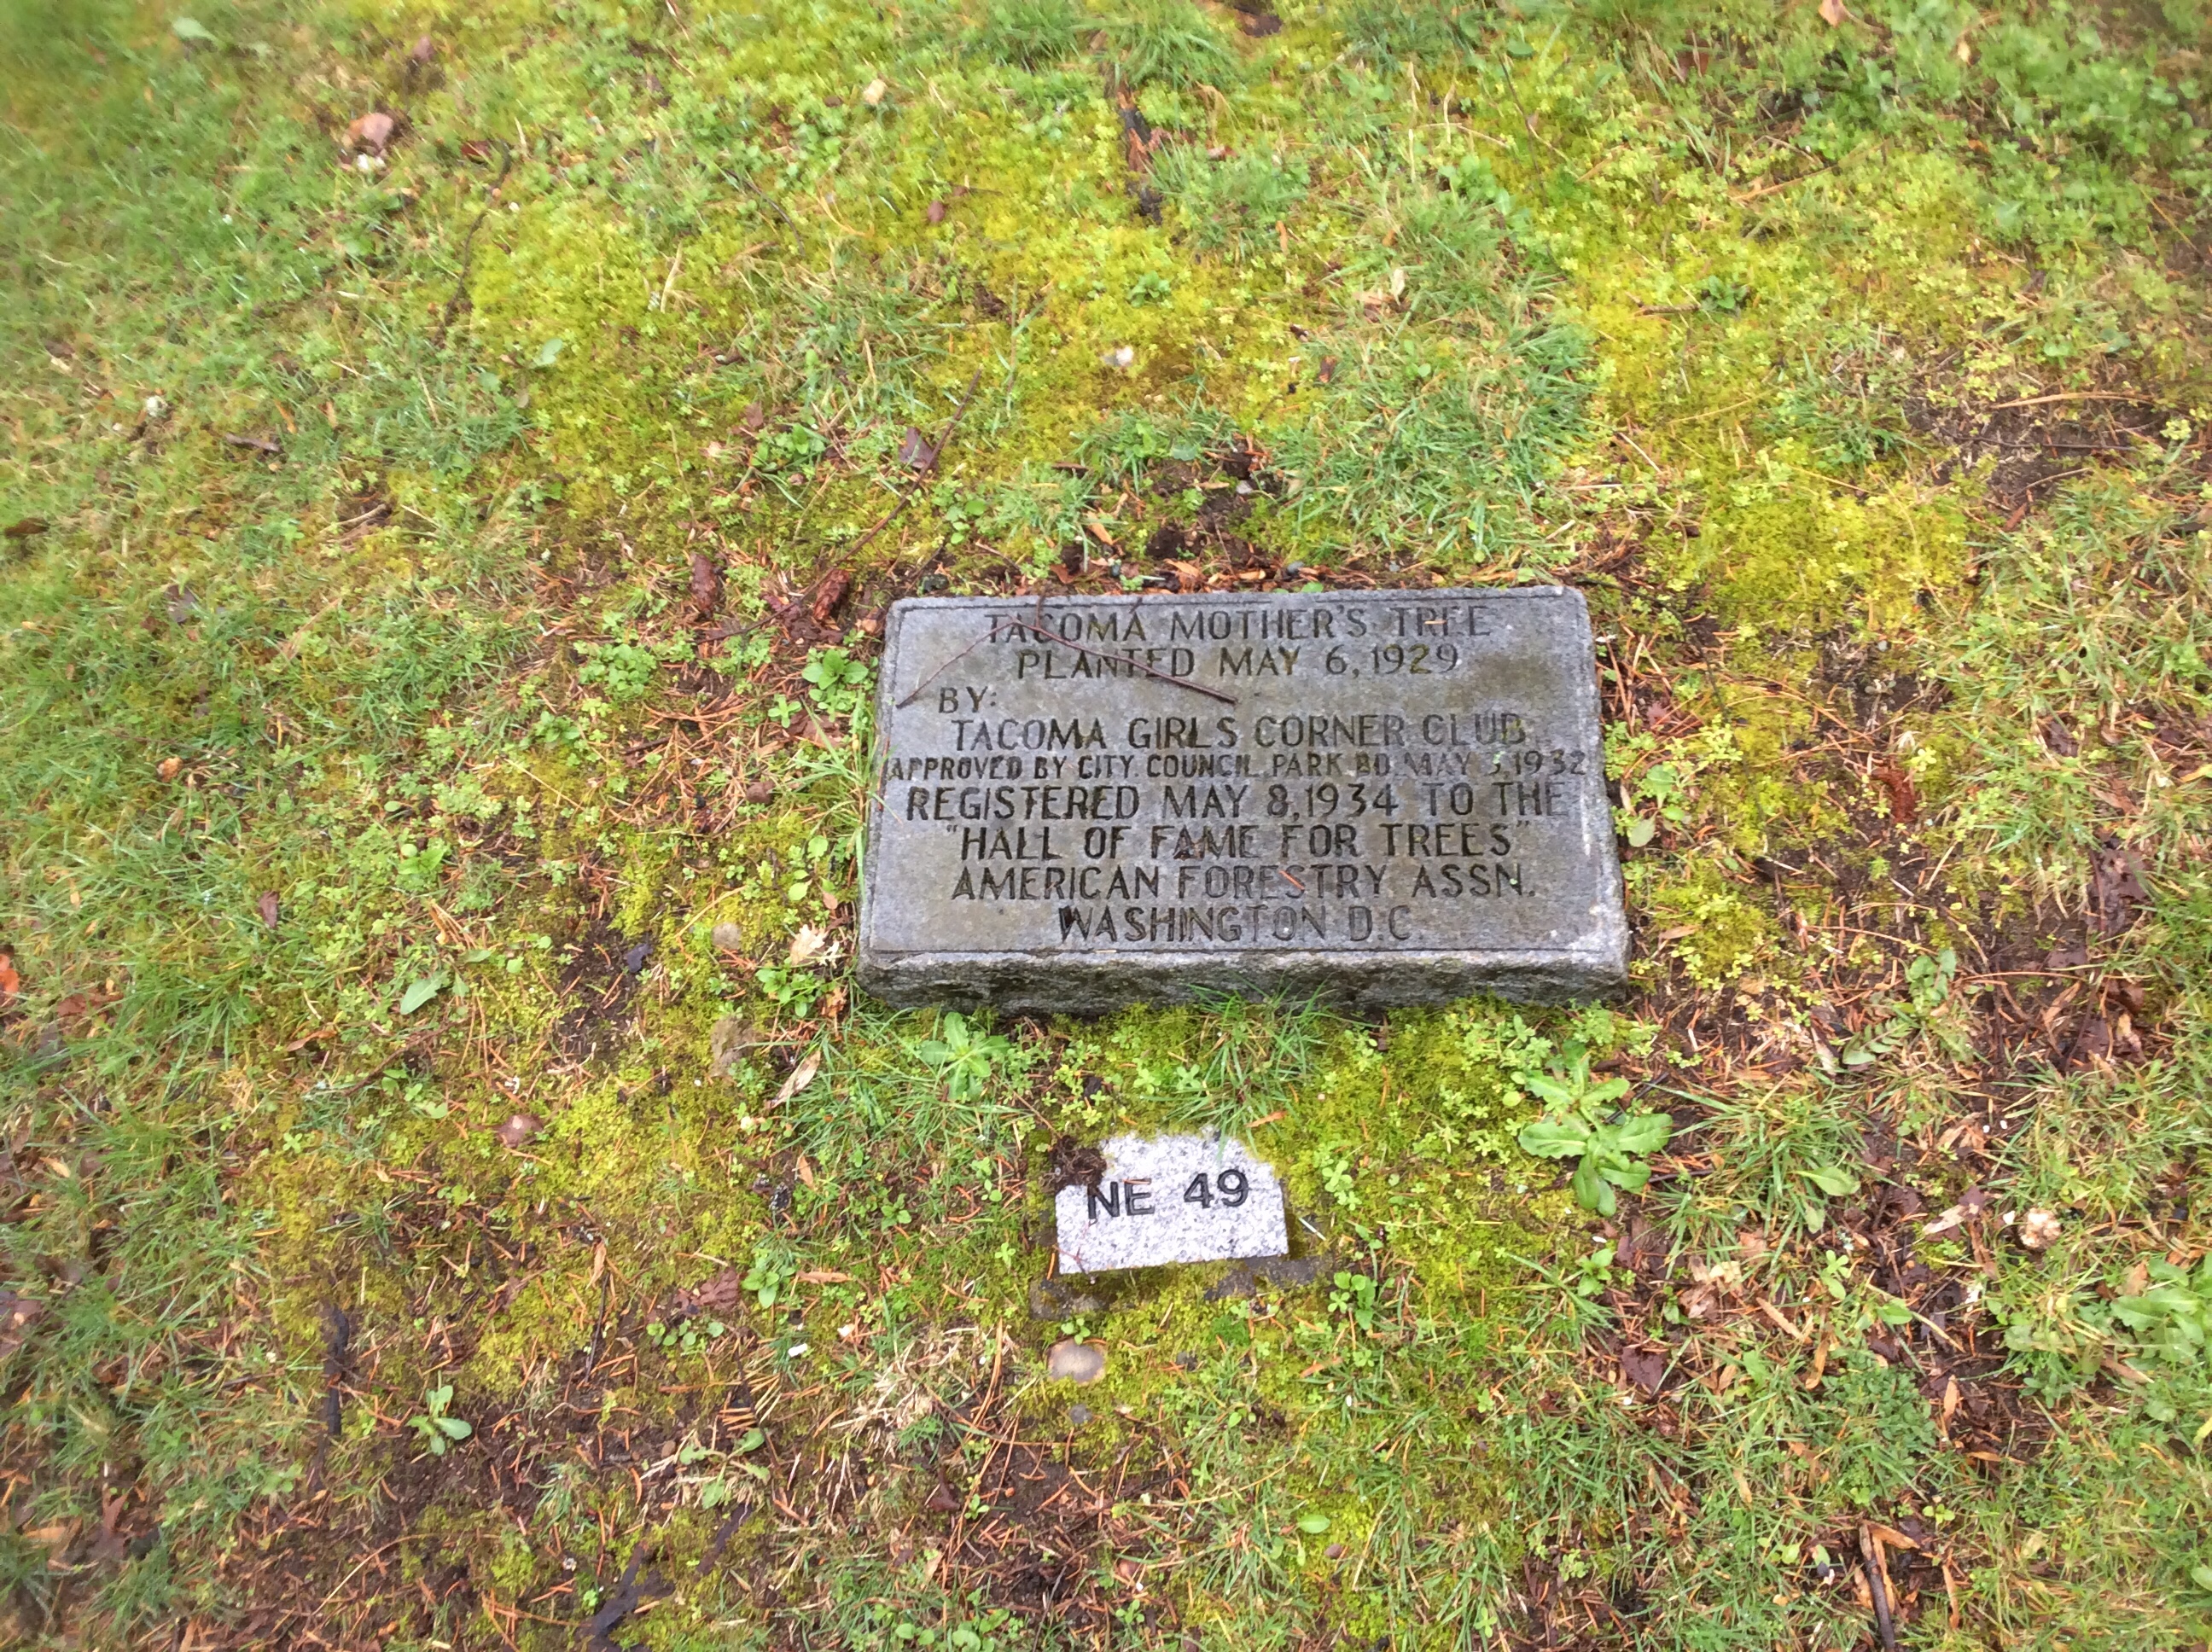 TACOMA MOTHER'S TREE
PLANTED MAY 6, 1929
BY:
TACOMA GIRLS CORNER CLUB
APPROVED BY CITY COUNCIL PARK BD MAY 3, 1932
REGISTERED MAY 8, 1934 TO THE
"HALL OF FAME FOR TREES"
AMERICAN FORESTRY ASSN.
WASHINGTON D.C.
NE 49